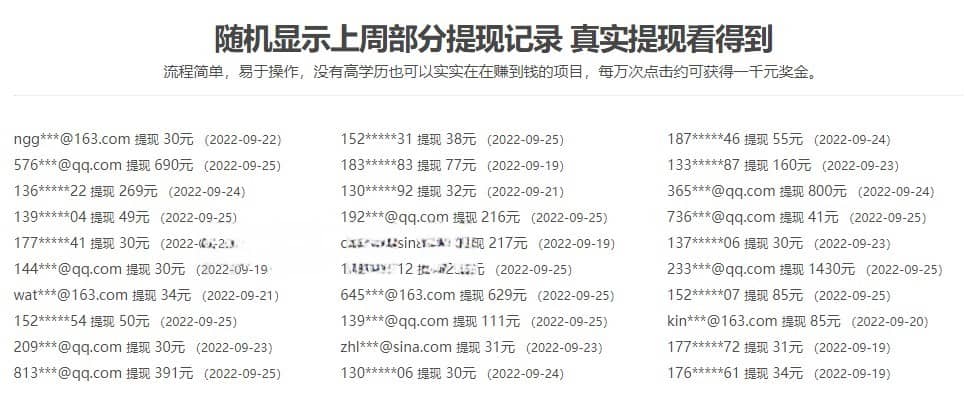 随机显示上周部分提现记录 真实提现看得到
流程简单，易于操作，没有高学历也可以实实在在赚到钱的项目，每万次点击约可获得一千元奖金。
ngg***@163.com 提现 30元 （2022-09-22）
152*****31 提现 38元 （2022-09-25）
187*****46 提现 55元 （2022-09-24）
576***@qq.com 提现 690元 （2022-09-25）
183*****83 提现 77元 （2022-09-19）
133*****87 提现 160元 （2022-09-23）
136*****22 提现 269元 （2022-09-24）
130*****92 提现 32元 （2022-09-21）
365***@qq.com 提现 800元 （2022-09-24）
139*****04 提现 49元 （2022-09-25）
192***@qq.com 提现 216元 （2022-09-25）
736***@qq.com 提现 41元 （2022-09-25）
177*****41 提现 30元
217元 （2022-09-19）
137*****06 提现 30元 （2022-09-23）
144***@qq.com 提现 30元
（2022-09-25）
233***@qq.com 提现 1430元 （2022-09-25）
wat***@163.com 提现 34元 （2022-09-21）
645***@163.com 提现 629元 （2022-09-25）
152*****07 提现 85元 （2022-09-25）
152*****54 提现 50元 （2022-09-25）
139***@qq.com 提现 111元 （2022-09-25）
kin***@163.com 提现 85元 （2022-09-20）
209***@qq.com 提现 30元 （2022-09-23）
zhl***@sina.com 提现 31元 （2022-09-23）
177*****72 提现 31元 （2022-09-19）
813***@qq.com 提现 391元 （2022-09-25）
130*****06 提现 30元 （2022-09-24）
176*****61 提现 34元 （2022-09-19）